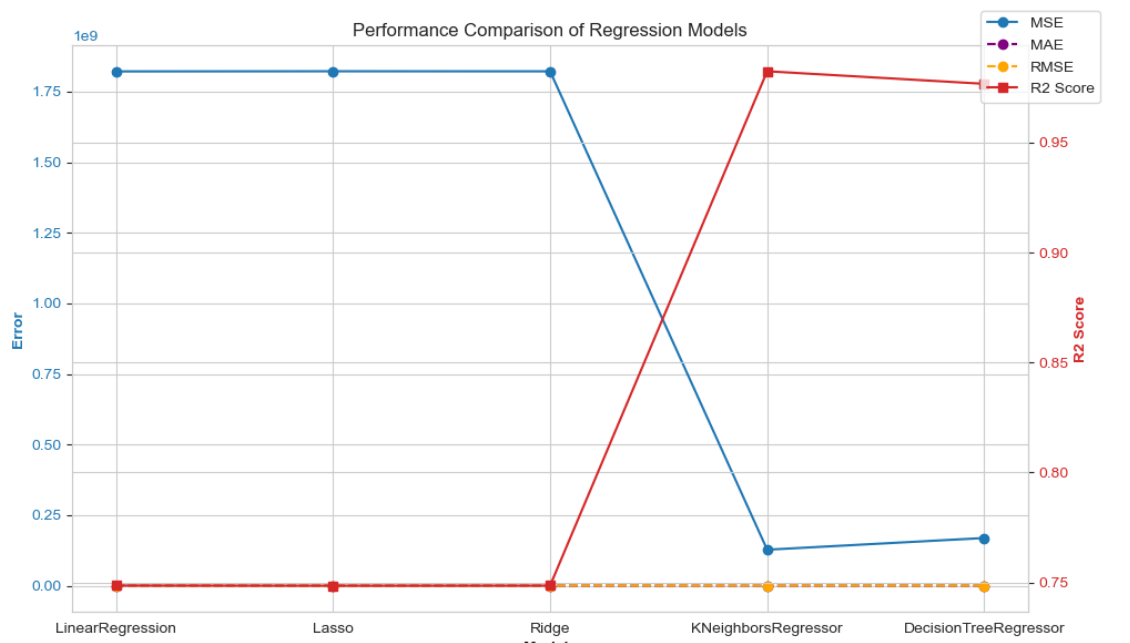 Performance Comparison of Regression Models
1e9
MSE
MAE
RMSE
R2 Score
1.75
1.50
1.25
1.00
0.75
0.50
0.25
0.00
Error
0.95
0.90
0.85
0.80
0.75
R2 Score
LinearRegression
Lasso
Ridge
KNeighborsRegressor
DecisionTreeRegressor